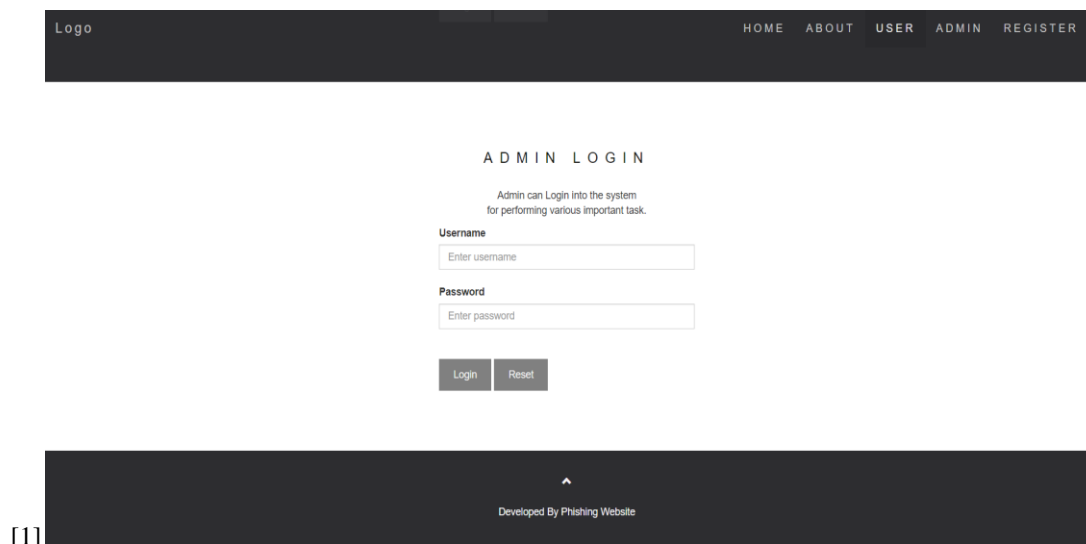 Logo
HOME ABOUT USER ADMIN REGISTER
ADMIN LOGIN
Admin can Login into the system
for performing various important task.
Username
Enter username
Password
Enter password
Login Reset
Developed By Phishing Website
[1]